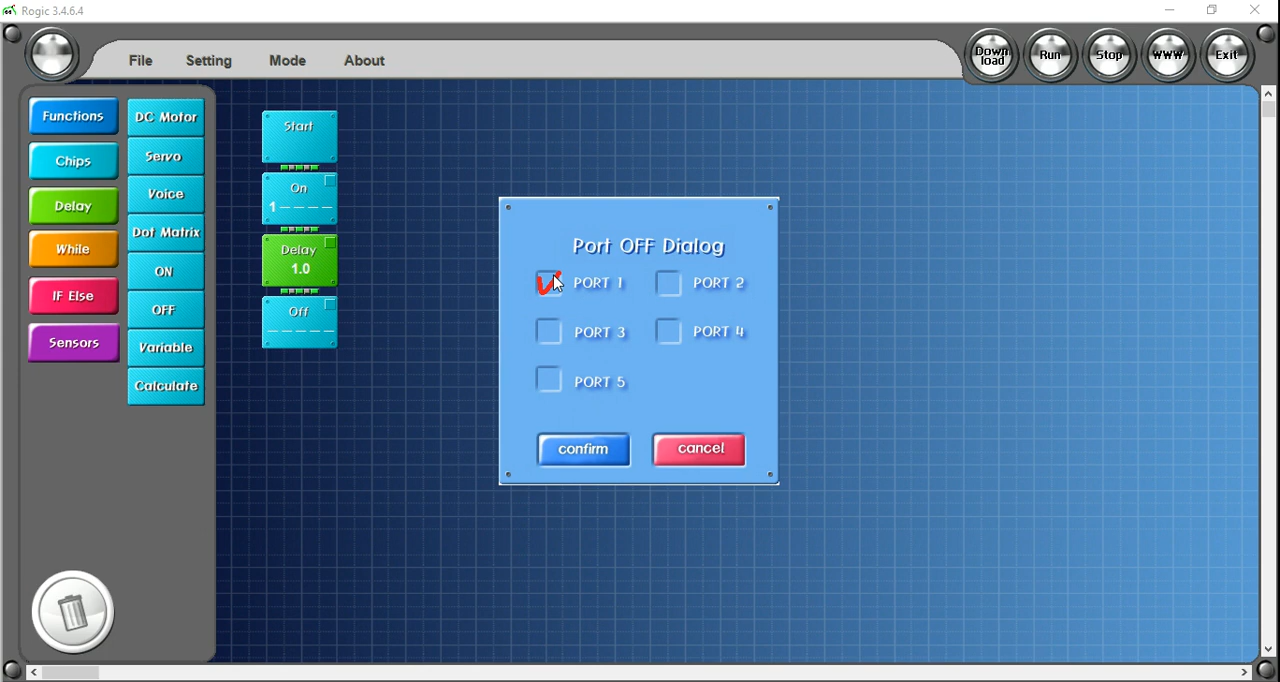 Rogic 3.4.6.4
File Setting Mode About
Down load
Run
Stop
WWW
Exit
Functions
Chips
Delay
While
IF Else
Sensors
DC Motor
Servo
Voice
Dot Matrix
ON
OFF
Variable
Calculate
Start
On
1 _ _ _ _
Delay
1.0
Off
_ _ _ _ _
Port OFF Dialog
PORT 1 PORT 2
PORT 3 PORT 4
PORT 5
confirm cancel